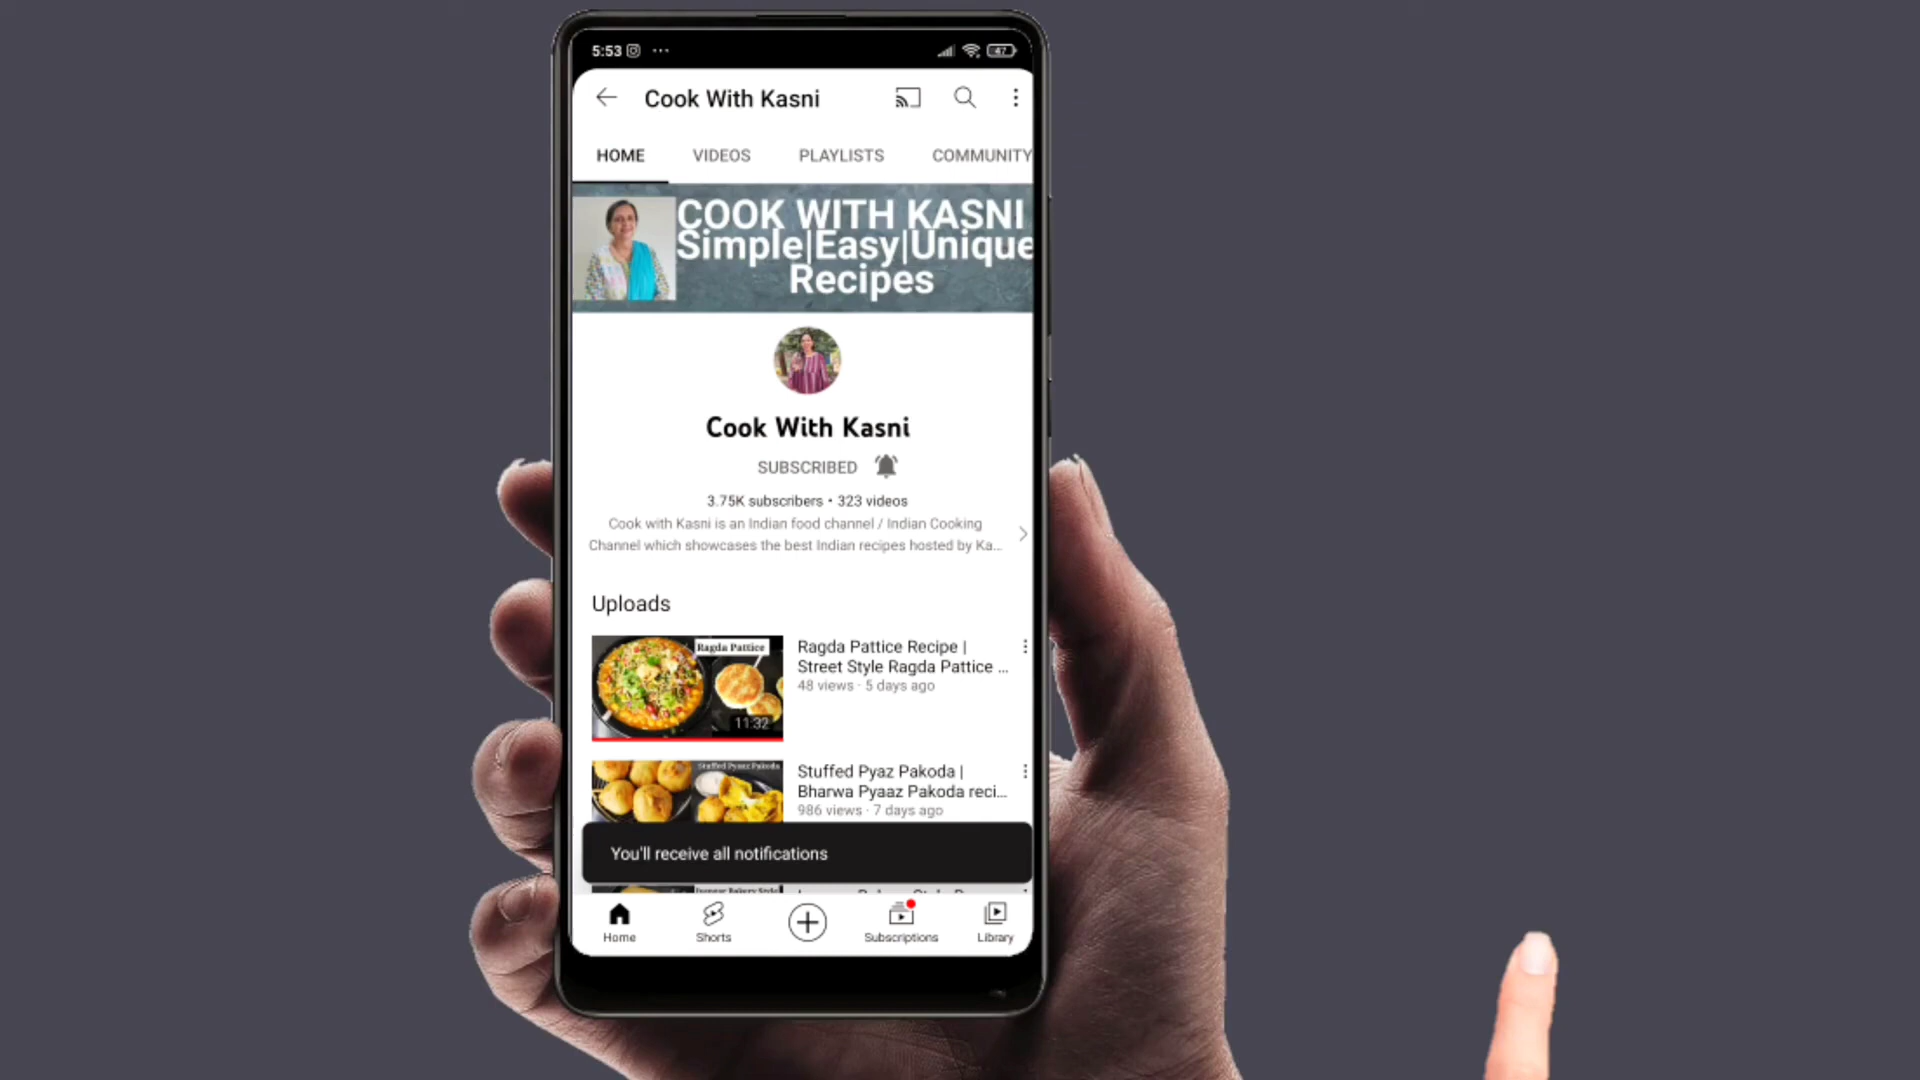 5:53
47
Cook With Kasni
HOME VIDEOS PLAYLISTS COMMUNITY
COOK WITH KASNI
Simple|Easy|Unique
Recipes
Cook With Kasni
SUBSCRIBED
3.75K subscribers • 323 videos
Cook with Kasni is an Indian food channel / Indian Cooking
Channel which showcases the best Indian recipes hosted by Ka...
Uploads
Ragda Pattice
11:32
Ragda Pattice Recipe |
Street Style Ragda Pattice ...
48 views · 5 days ago
Stuffed Pyaaz Pakoda
Stuffed Pyaz Pakoda |
Bharwa Pyaaz Pakoda reci...
986 views · 7 days ago
You'll receive all notifications
Home Shorts Subscriptions Library